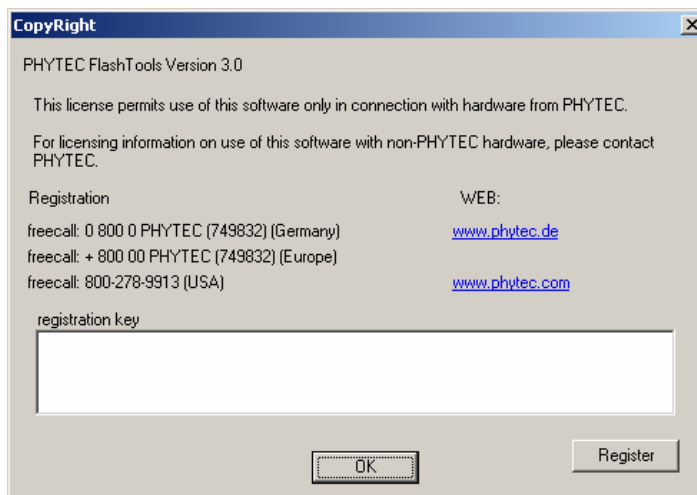 CopyRight
PHYTEC FlashTools Version 3.0
This license permits use of this software only in connection with hardware from PHYTEC.
For licensing information on use of this software with non-PHYTEC hardware, please contact
PHYTEC.
Registration WEB:
freecall: 0 800 0 PHYTEC (749832) (Germany) www.phytec.de
freecall: + 800 00 PHYTEC (749832) (Europe)
freecall: 800-278-9913 (USA) www.phytec.com
registration key
OK
Register